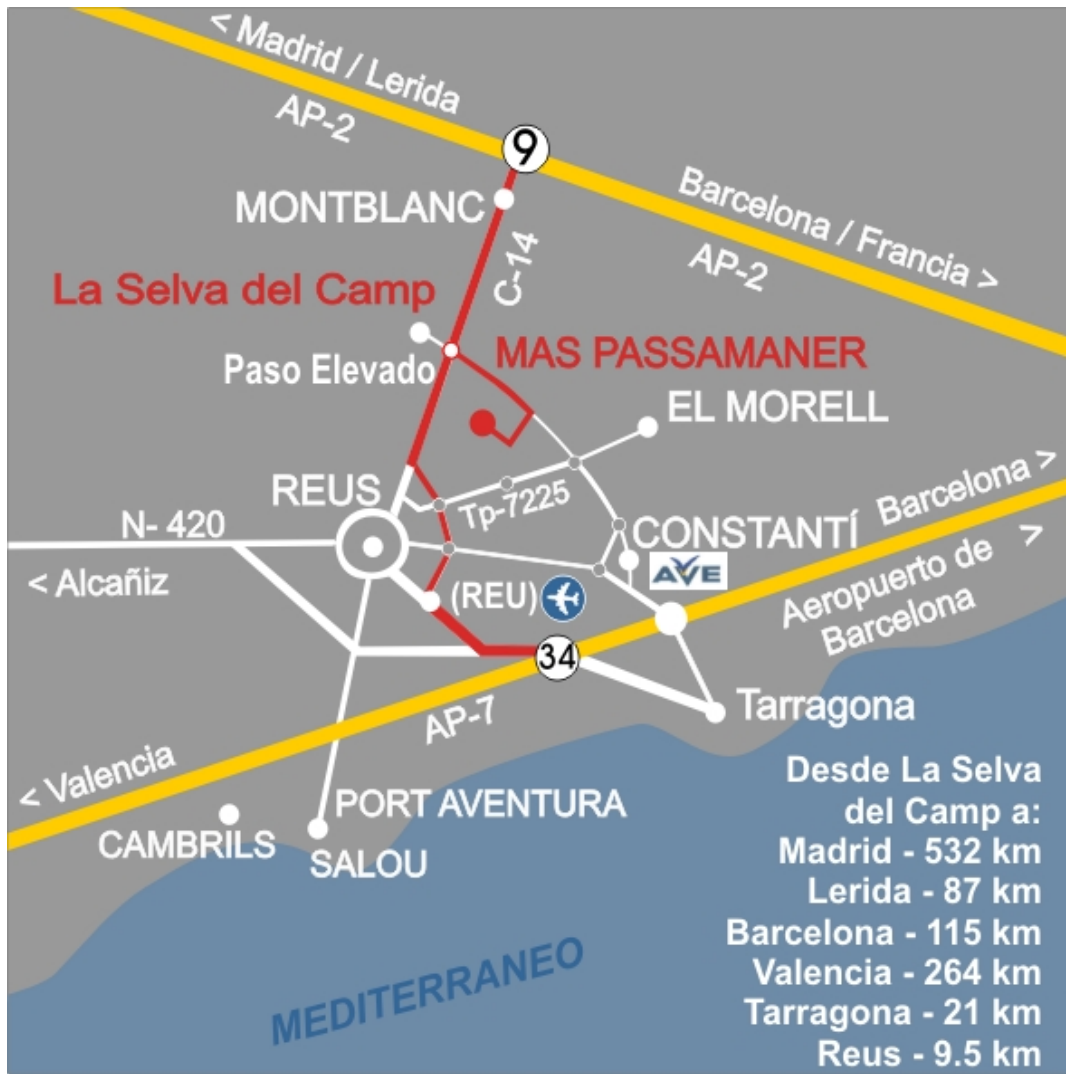 < Madrid / Lerida
AP-2
9
MONTBLANC
Barcelona / Francia >
AP-2
C-14
La Selva del Camp
Paso Elevado
MAS PASSAMANER
EL MORELL
REUS
Tp-7225
N- 420
< Alcañiz
CONSTANTÍ
AVE
Barcelona >
Aeropuerto de >
Barcelona
(REU)
34
AP-7
< Valencia
Tarragona
PORT AVENTURA
CAMBRILS
SALOU
MEDITERRANEO
Desde La Selva
del Camp a:
Madrid - 532 km
Lerida - 87 km
Barcelona - 115 km
Valencia - 264 km
Tarragona - 21 km
Reus - 9.5 km